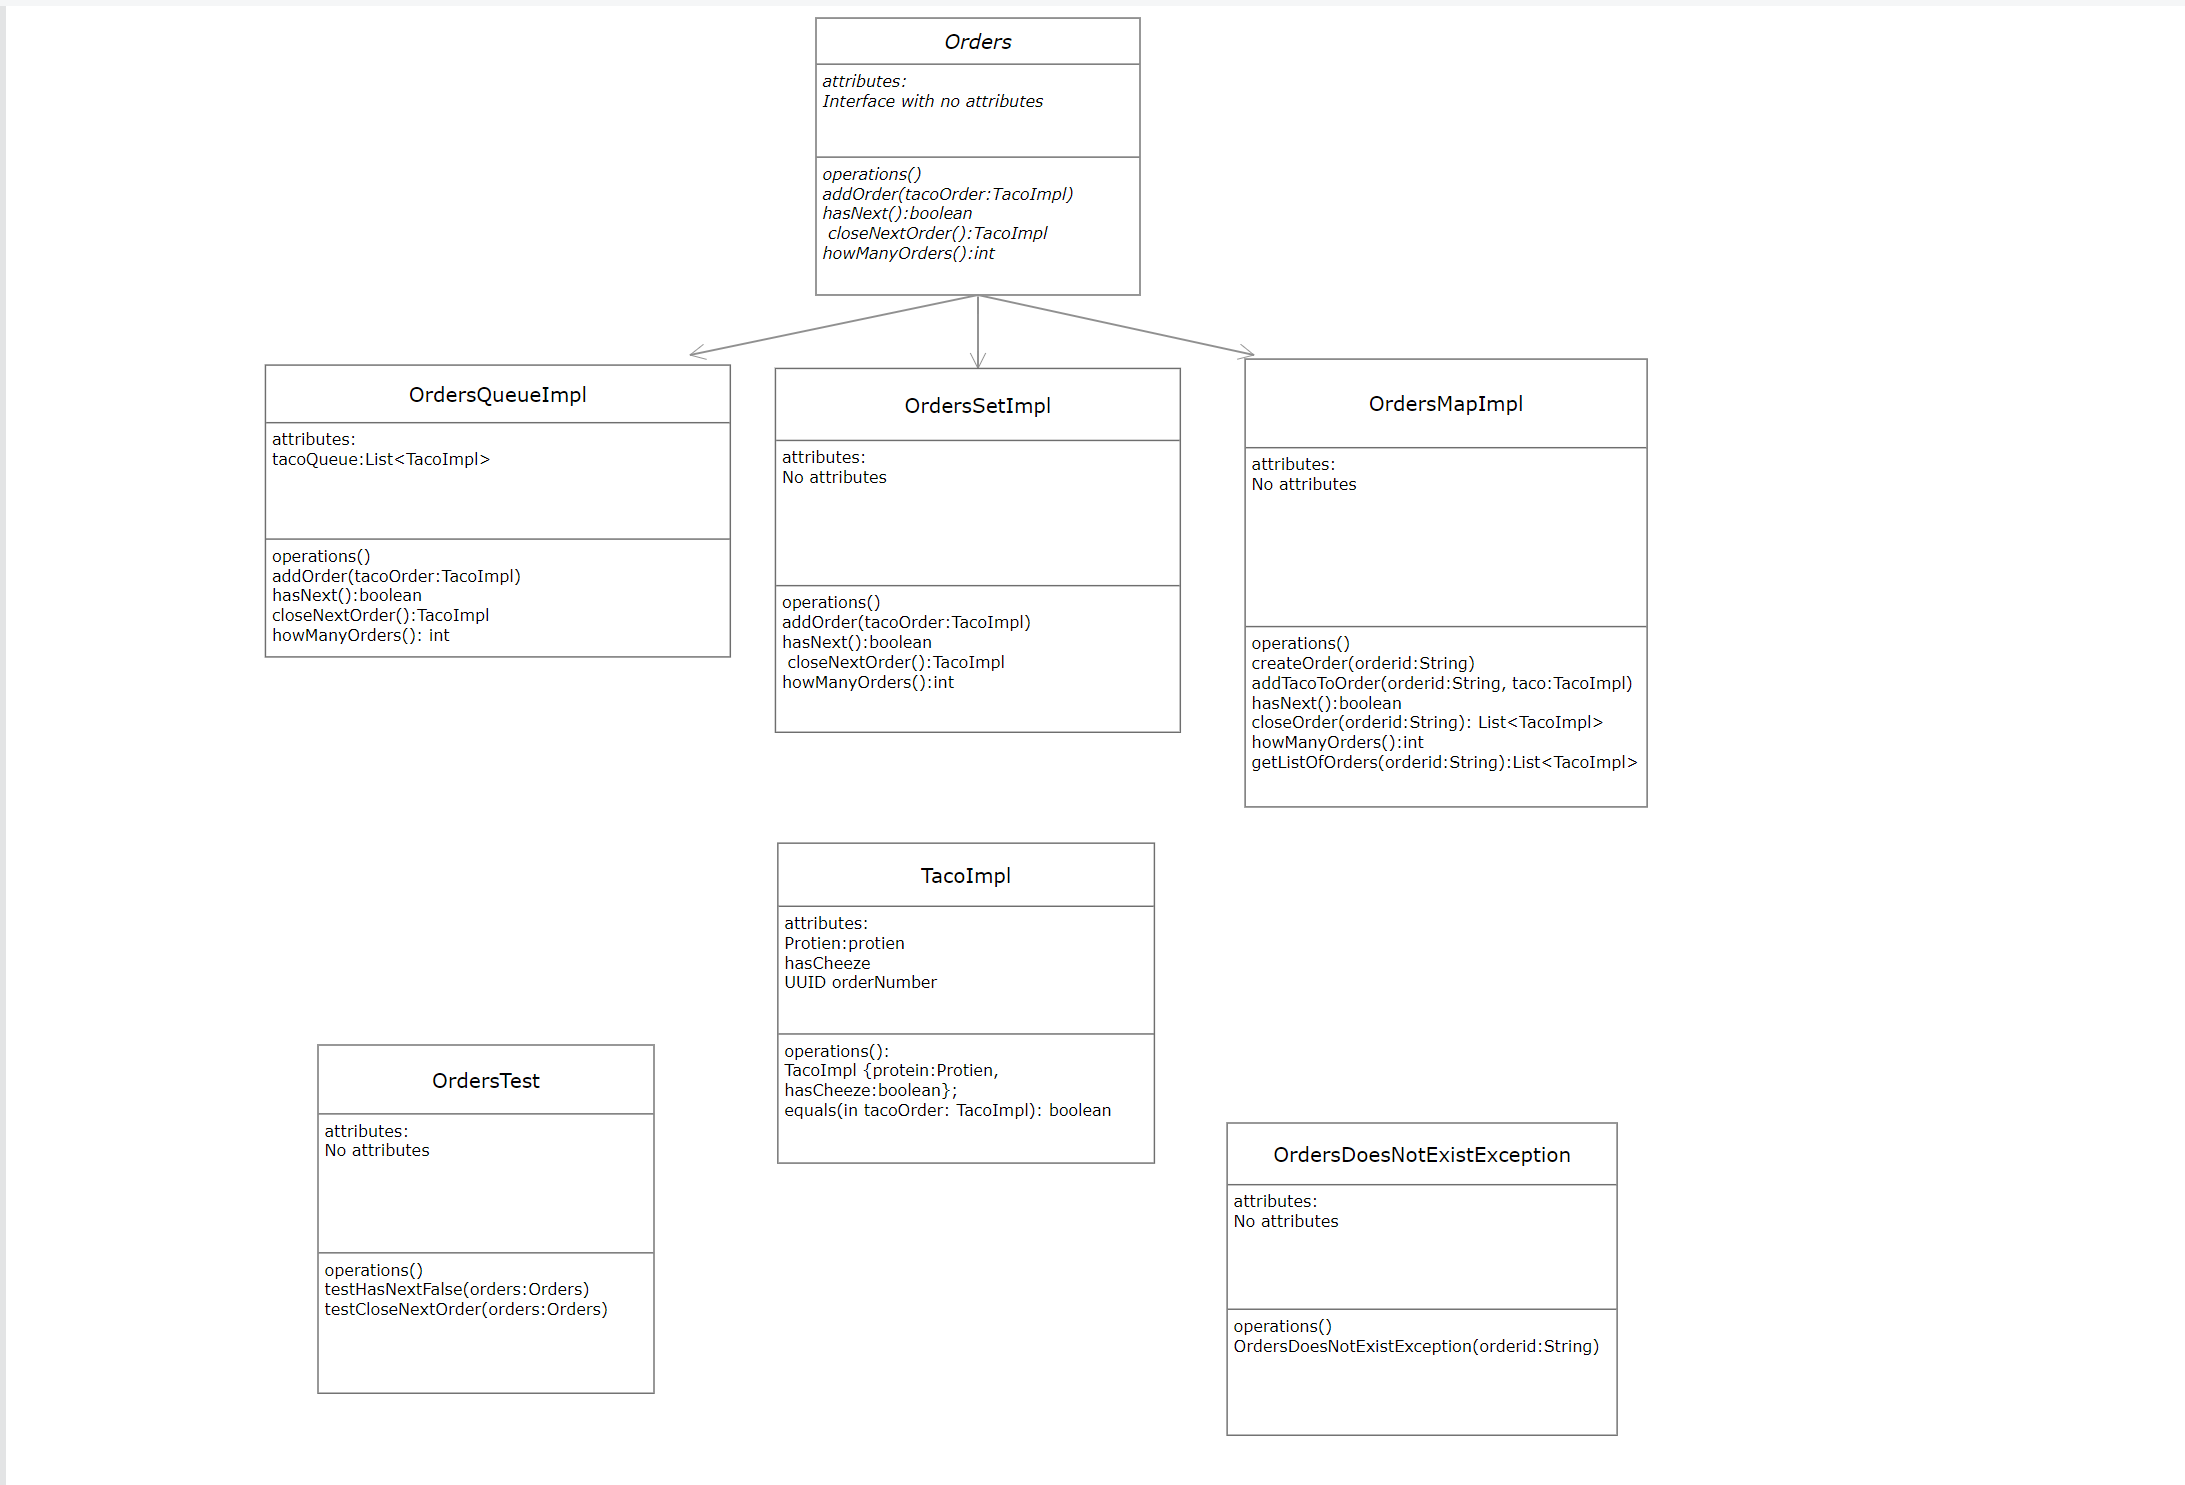 Orders
attributes:
Interface with no attributes
operations()
addOrder(tacoOrder:TacoImpl)
hasNext():boolean
closeNextOrder():TacoImpl
howManyOrders():int
OrdersQueueImpl
attributes:
tacoQueue:List<TacoImpl>
operations()
addOrder(tacoOrder:TacoImpl)
hasNext():boolean
closeNextOrder():TacoImpl
howManyOrders(): int
OrdersSetImpl
attributes:
No attributes
operations()
addOrder(tacoOrder:TacoImpl)
hasNext():boolean
closeNextOrder():TacoImpl
howManyOrders():int
OrdersMapImpl
attributes:
No attributes
operations()
createOrder(orderid:String)
addTacoToOrder(orderid:String, taco:TacoImpl)
hasNext():boolean
closeOrder(orderid:String): List<TacoImpl>
howManyOrders():int
getListOfOrders(orderid:String):List<TacoImpl>
TacoImpl
attributes:
Protien:protien
hasCheeze
UUID orderNumber
operations():
TacoImpl {protein:Protien,
hasCheeze:boolean};
equals(in tacoOrder: TacoImpl): boolean
OrdersTest
attributes:
No attributes
operations()
testHasNextFalse(orders:Orders)
testCloseNextOrder(orders:Orders)
OrdersDoesNotExistException
attributes:
No attributes
operations()
OrdersDoesNotExistException(orderid:String)